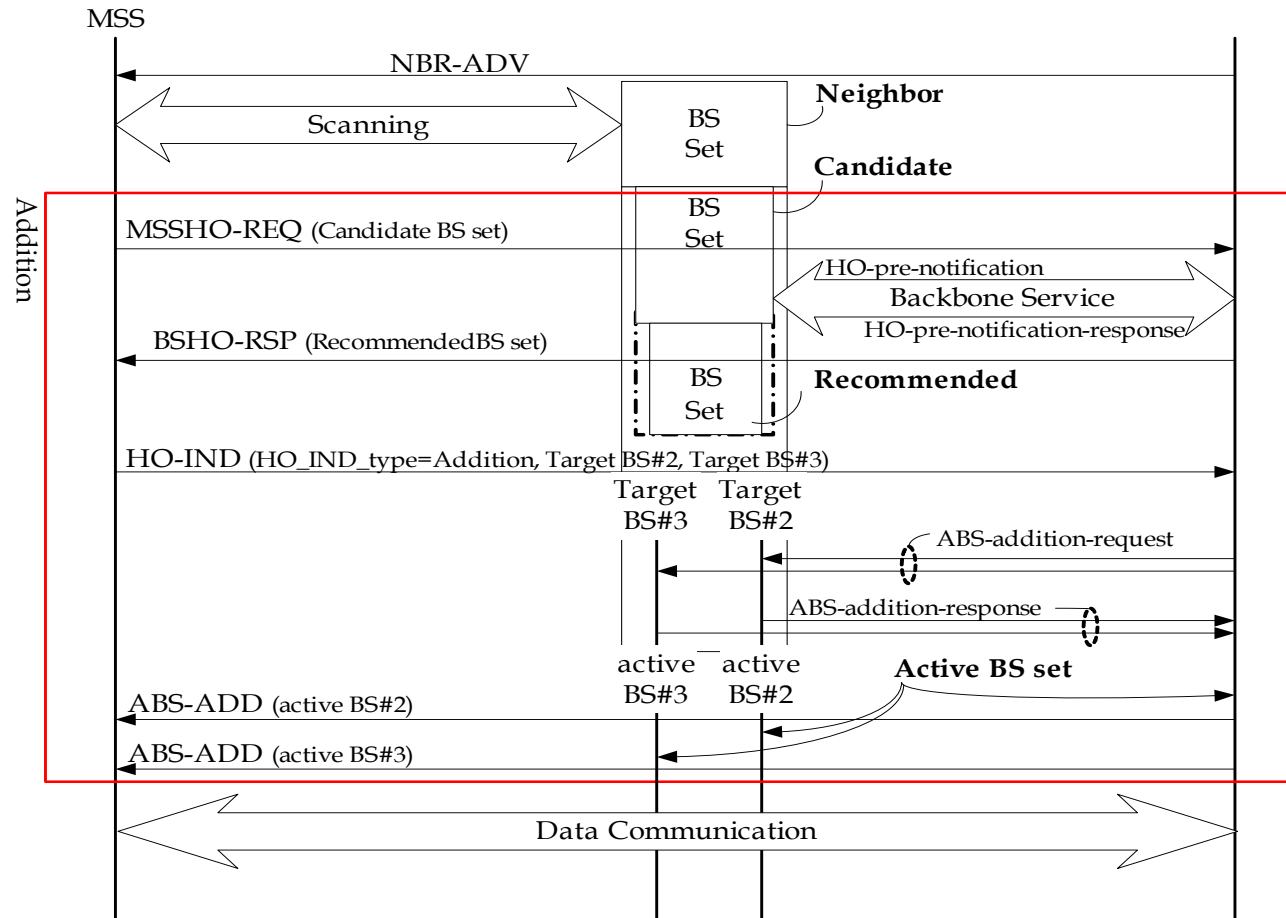 MSS
NBR-ADV
Neighbor
BS
Set
Scanning
Candidate
Addition
BS
Set
MSSHO-REQ (Candidate BS set)
HO-pre-notification
Backbone Service
HO-pre-notification-response
BSHO-RSP (RecommendedBS set)
Recommended
BS
Set
HO-IND (HO_IND_type=Addition, Target BS#2, Target BS#3)
Target
BS#3
Target
BS#2
ABS-addition-request
ABS-addition-response
active
BS#3
active
BS#2
Active BS set
ABS-ADD (active BS#2)
ABS-ADD (active BS#3)
Data Communication